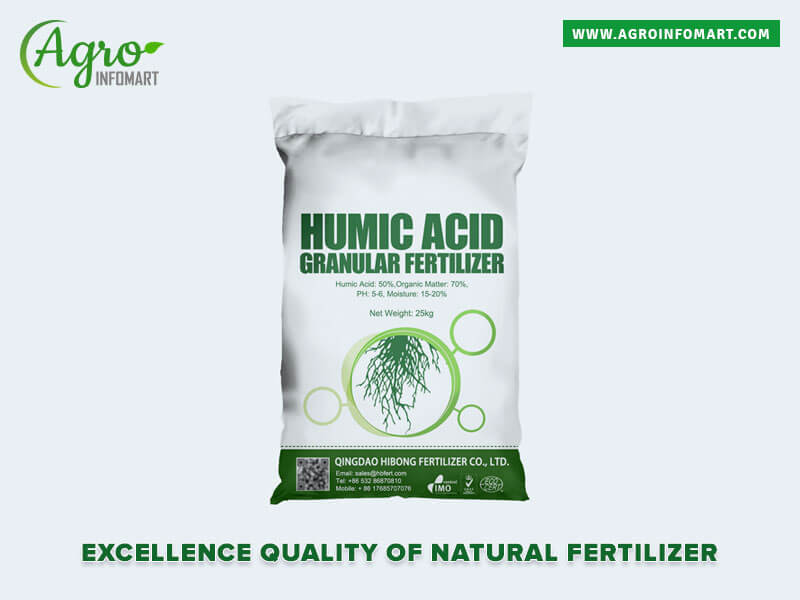 Agro
INFOMART
WWW.AGROINFOMART.COM
HUMIC ACID
GRANULAR FERTILIZER
Humic Acid: 50%,Organic Matter: 70%,
PH: 5-6, Moisture: 15-20%
Net Weight: 25kg
QINGDAO HIBONG FERTILIZER CO., LTD.
Email: sales@hbfert.com
Tel: +86 532 86870810
Mobile: + 86 17685707076
control
IMO
EXCELLENCE QUALITY OF NATURAL FERTILIZER